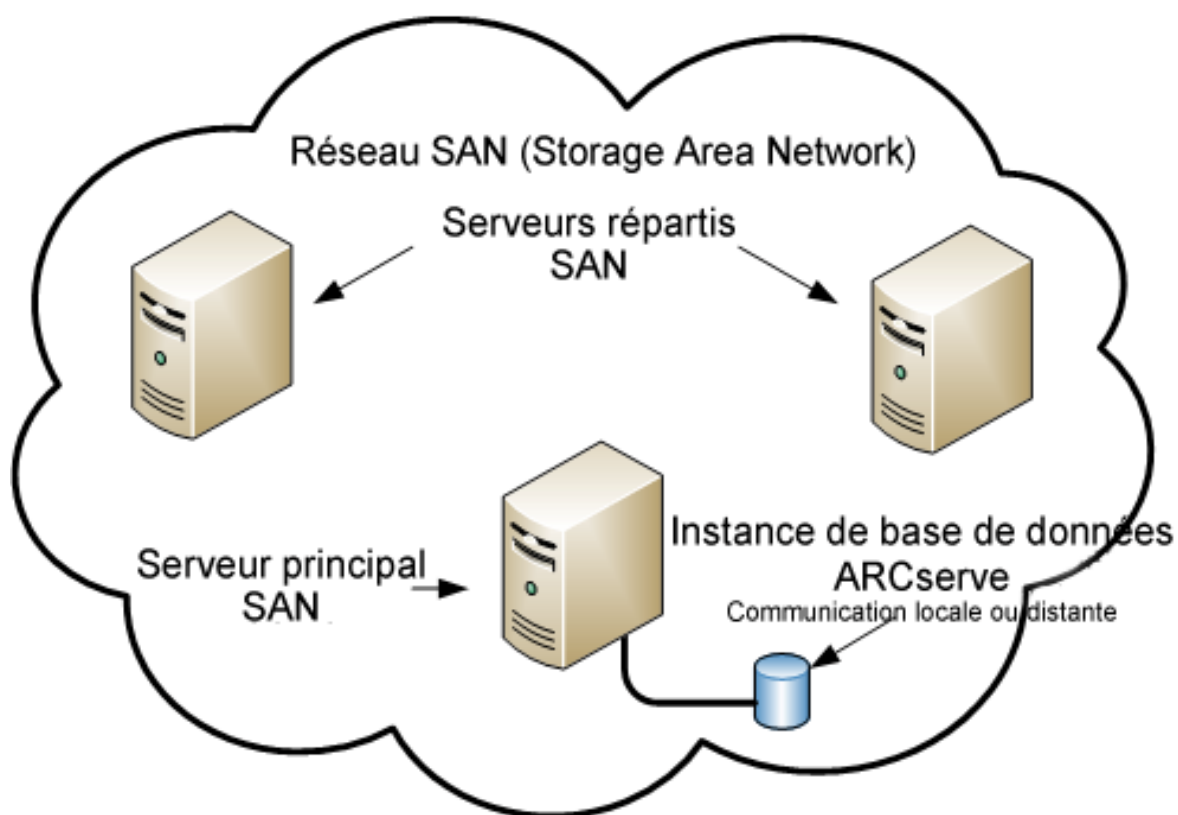 Réseau SAN (Storage Area Network)
Serveurs répartis
SAN
Instance de base de données
ARCserve
Communication locale ou distante
Serveur principal
SAN